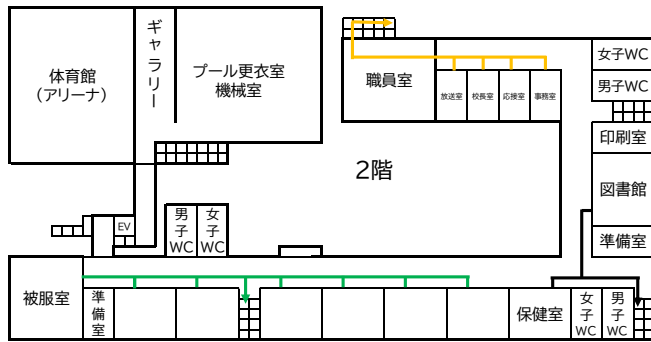 体育館
(アリーナ)
ギャラリー
プール更衣室
機械室
職員室
放送室
校長室
応接室
事務室
女子WC
男子WC
印刷室
図書館
準備室
2階
EV
男子WC
女子WC
被服室
準備室
保健室
女子WC
男子WC